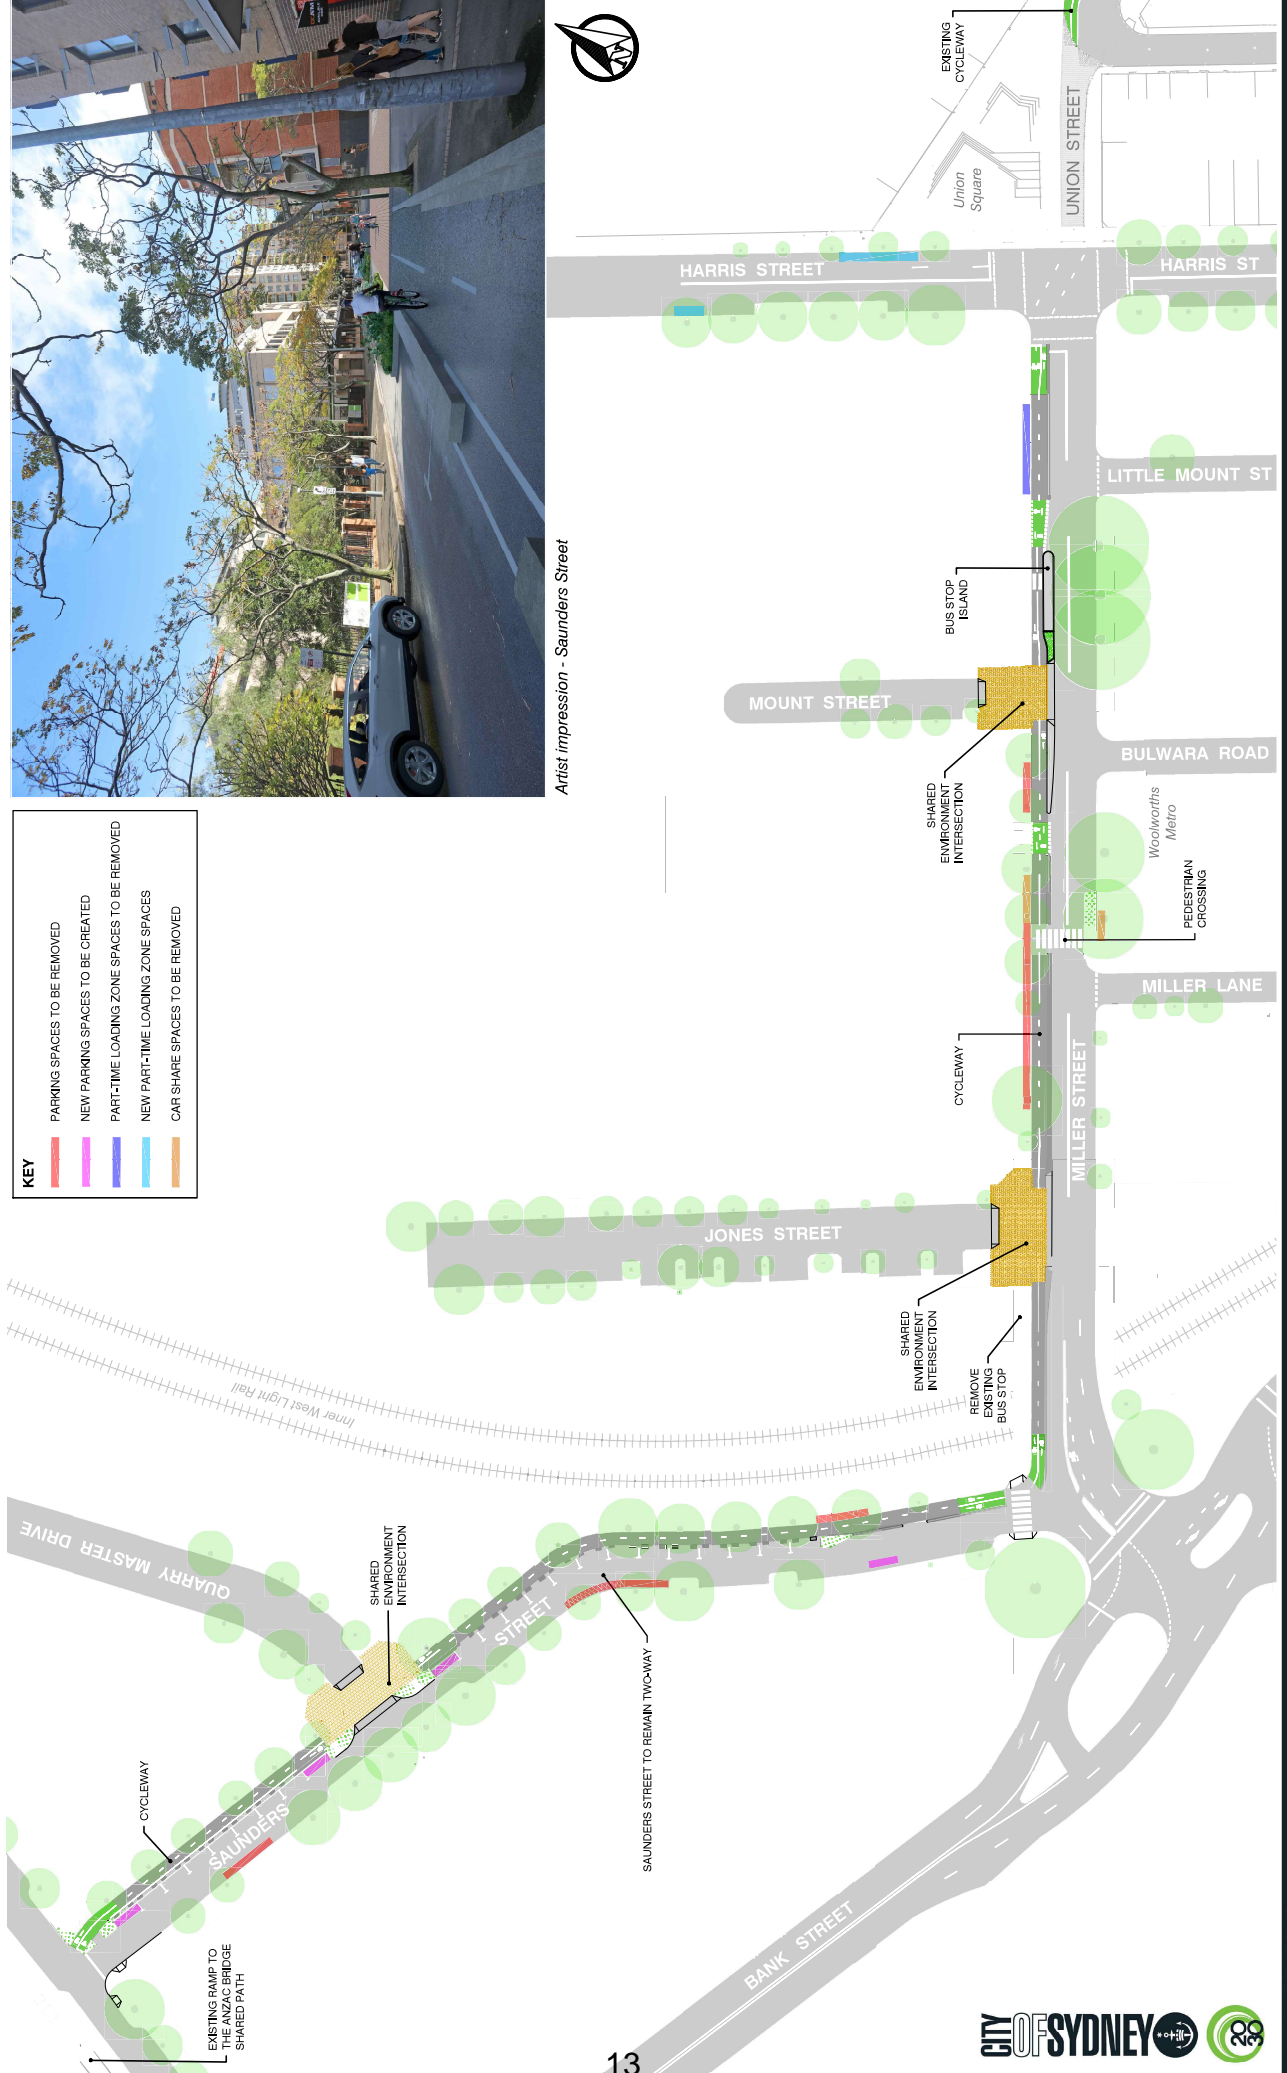 Artist impression - Saunders Street
KEY
PARKING SPACES TO BE REMOVED
NEW PARKING SPACES TO BE CREATED
PART-TIME LOADING ZONE SPACES TO BE REMOVED
NEW PART-TIME LOADING ZONE SPACES
CAR SHARE SPACES TO BE REMOVED
EXISTING
CYCLEWAY
UNION STREET
Union
Square
HARRIS STREET
HARRIS ST
LITTLE MOUNT ST
BUS STOP
ISLAND
MOUNT STREET
SHARED
ENVIRONMENT
INTERSECTION
BULWARA ROAD
Woolworths
Metro
PEDESTRIAN
CROSSING
MILLER LANE
CYCLEWAY
MILLER STREET
JONES STREET
SHARED
ENVIRONMENT
INTERSECTION
REMOVE
EXISTING
BUS STOP
Inner West Light Rail
QUARRY MASTER DRIVE
SHARED
ENVIRONMENT
INTERSECTION
SAUNDERS STREET
SAUNDERS STREET TO REMAIN TWO-WAY
CYCLEWAY
EXISTING RAMP TO
THE ANZAC BRIDGE
SHARED PATH
BANK STREET
13
CITY OF SYDNEY
2030